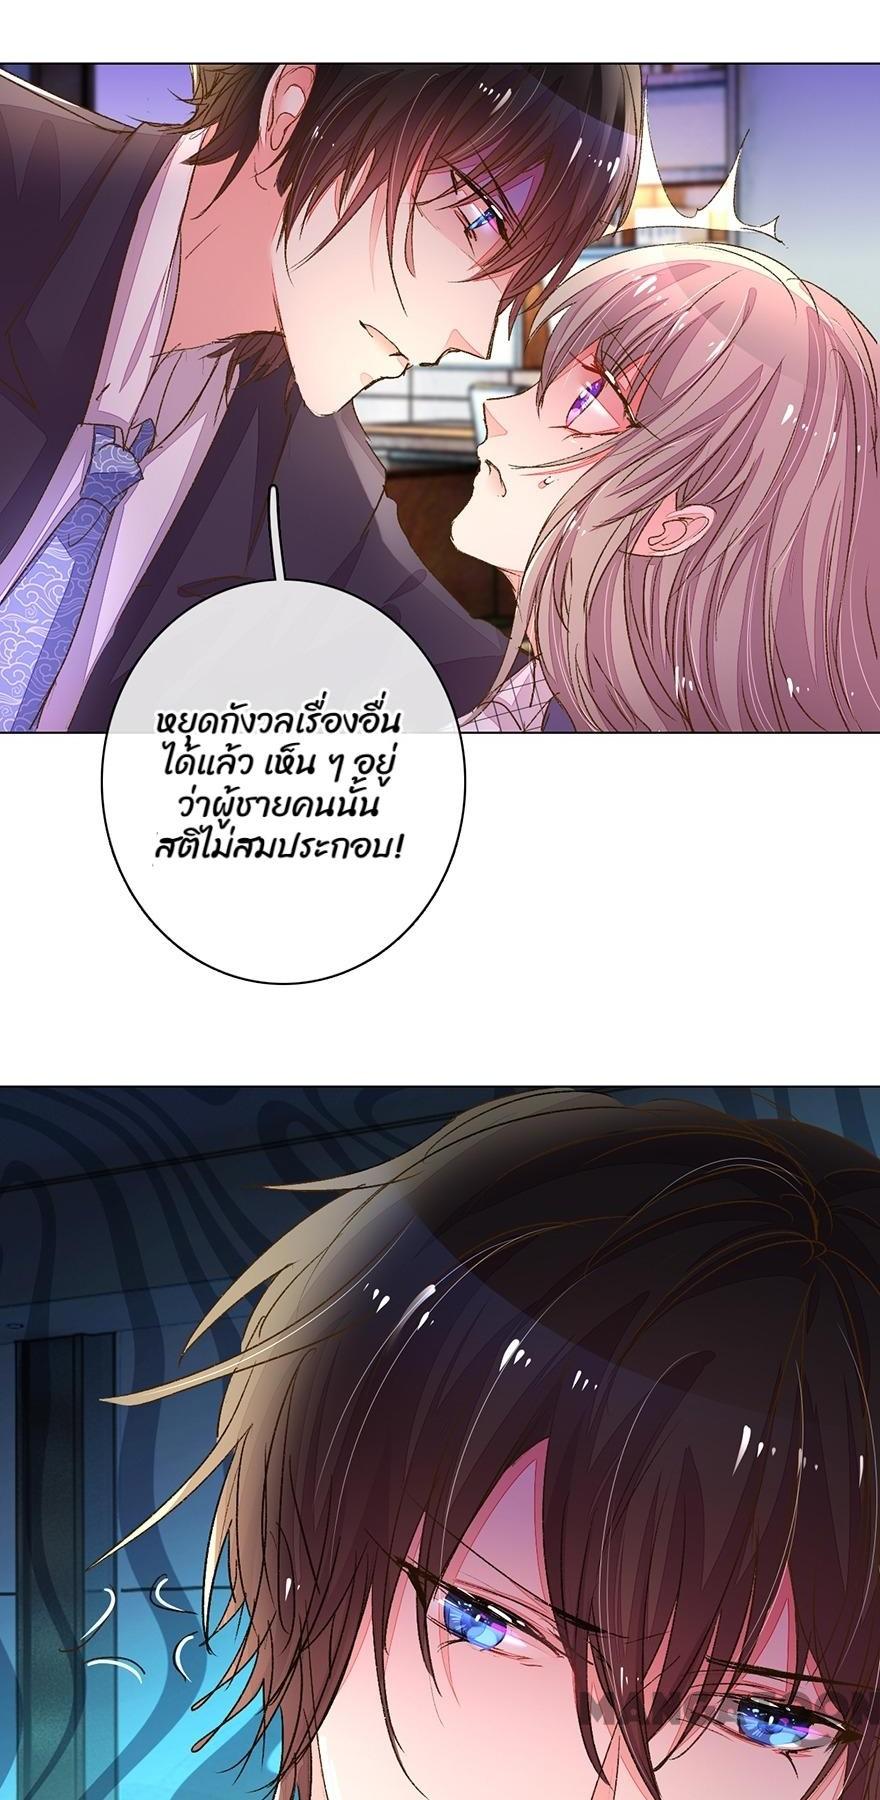 หยุดกังวลเรื่องอื่น
ได้แล้ว เห็น ๆ อยู่
ว่าผู้ชายคนนั้น
สติไม่สมประกอบ!
MANGATOON